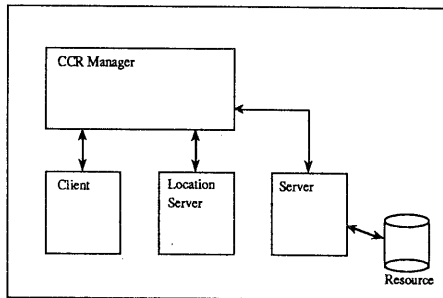 CCR Manager
Client
Location
Server
Server
Resource